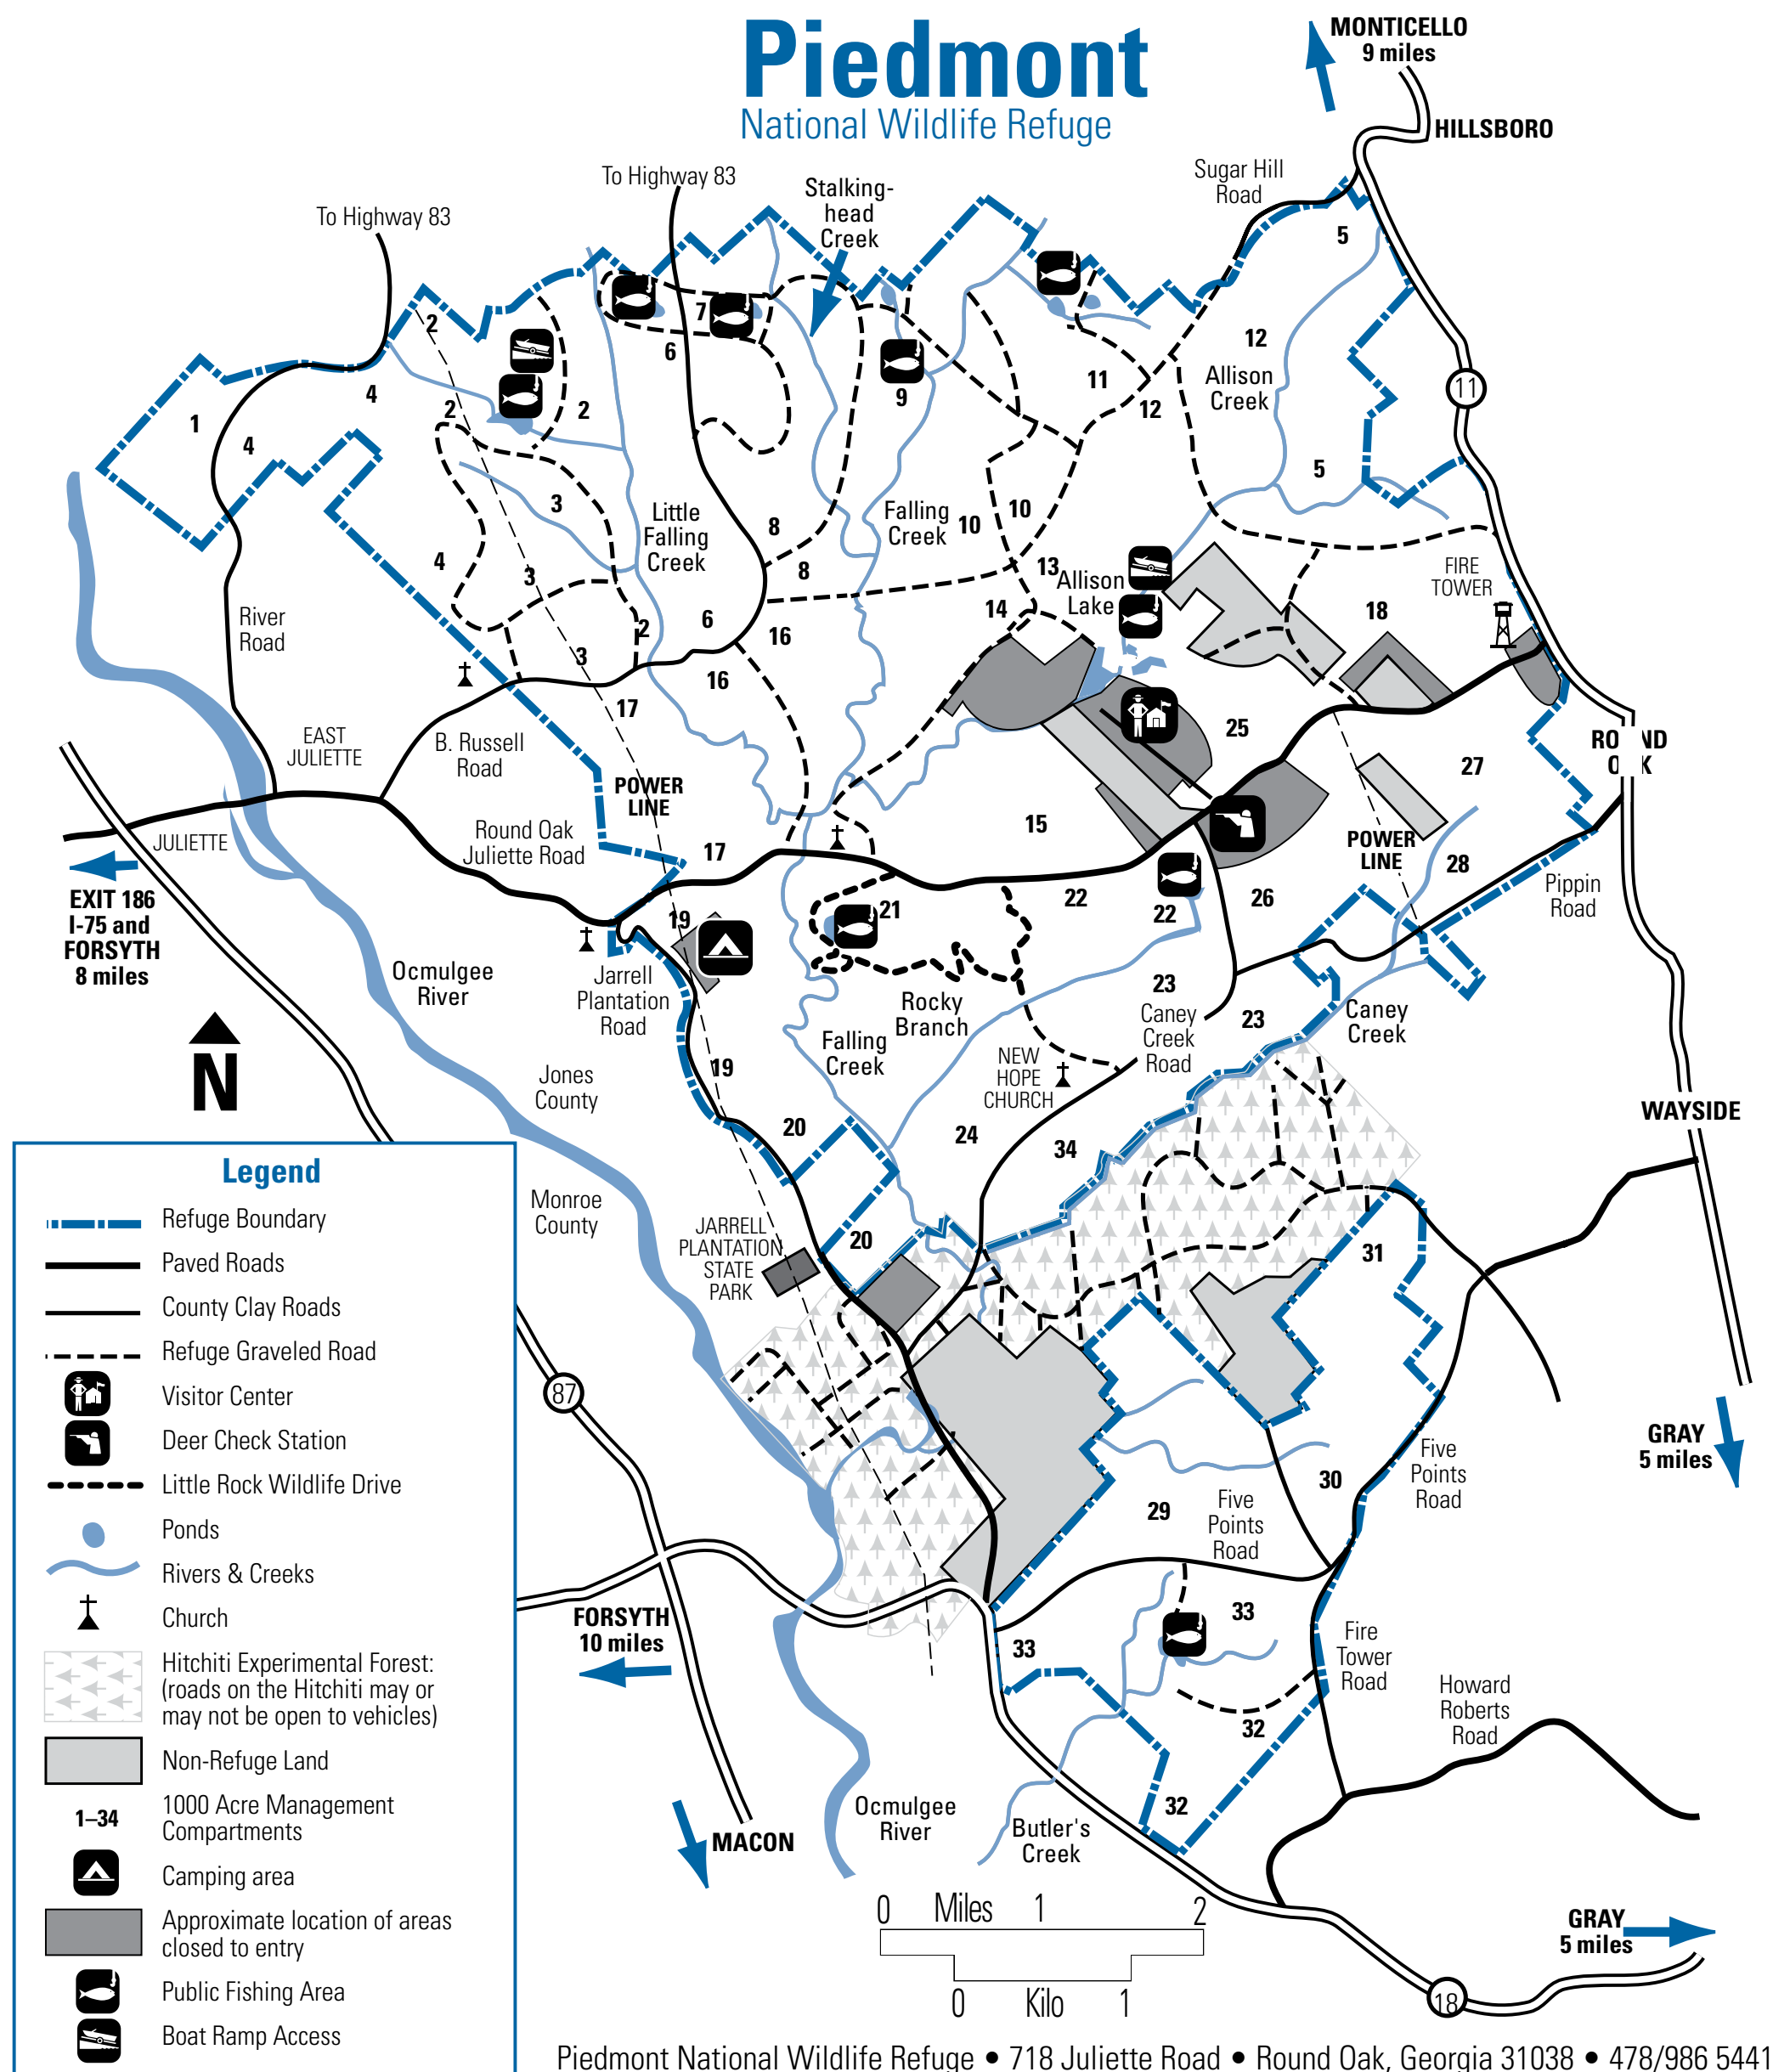 Piedmont
National Wildlife Refuge
MONTICELLO
9 miles
HILLSBORO
Sugar Hill
Road
To Highway 83
To Highway 83
Stalking-
head
Creek
5
2
7
6
12
11
4
2
2
9
12
Allison
Creek
11
1
4
5
3
Little
Falling
Creek
8
Falling
Creek
10
10
4
3
8
13
Allison
Lake
FIRE
TOWER
18
River
Road
2
6
16
14
3
16
17
25
EAST
JULIETTE
B. Russell
Road
POWER
LINE
ROUND
OAK
27
15
POWER
LINE
JULIETTE
Round Oak
Juliette Road
17
28
EXIT 186
I-75 and
FORSYTH
8 miles
19
21
22
22
26
Pippin
Road
Ocmulgee
River
Jarrell
Plantation
Road
Rocky
Branch
23
Caney
Creek
Road
23
Caney
Creek
N
Falling
Creek
19
Jones
County
NEW
HOPE
CHURCH
WAYSIDE
20
24
34
Monroe
County
JARRELL
PLANTATION
STATE
PARK
20
31
87
GRAY
5 miles
Five
Points
Road
30
29
Five
Points
Road
FORSYTH
10 miles
33
33
Fire
Tower
Road
Howard
Roberts
Road
32
32
MACON
Ocmulgee
River
Butler's
Creek
GRAY
5 miles
18
0 Miles 1 2
0 Kilo 1
Legend
Refuge Boundary
Paved Roads
County Clay Roads
Refuge Graveled Road
Visitor Center
Deer Check Station
Little Rock Wildlife Drive
Ponds
Rivers & Creeks
Church
Hitchiti Experimental Forest:
(roads on the Hitchiti may or
may not be open to vehicles)
Non-Refuge Land
1–34
1000 Acre Management
Compartments
Camping area
Approximate location of areas
closed to entry
Public Fishing Area
Boat Ramp Access
Piedmont National Wildlife Refuge • 718 Juliette Road • Round Oak, Georgia 31038 • 478/986 5441